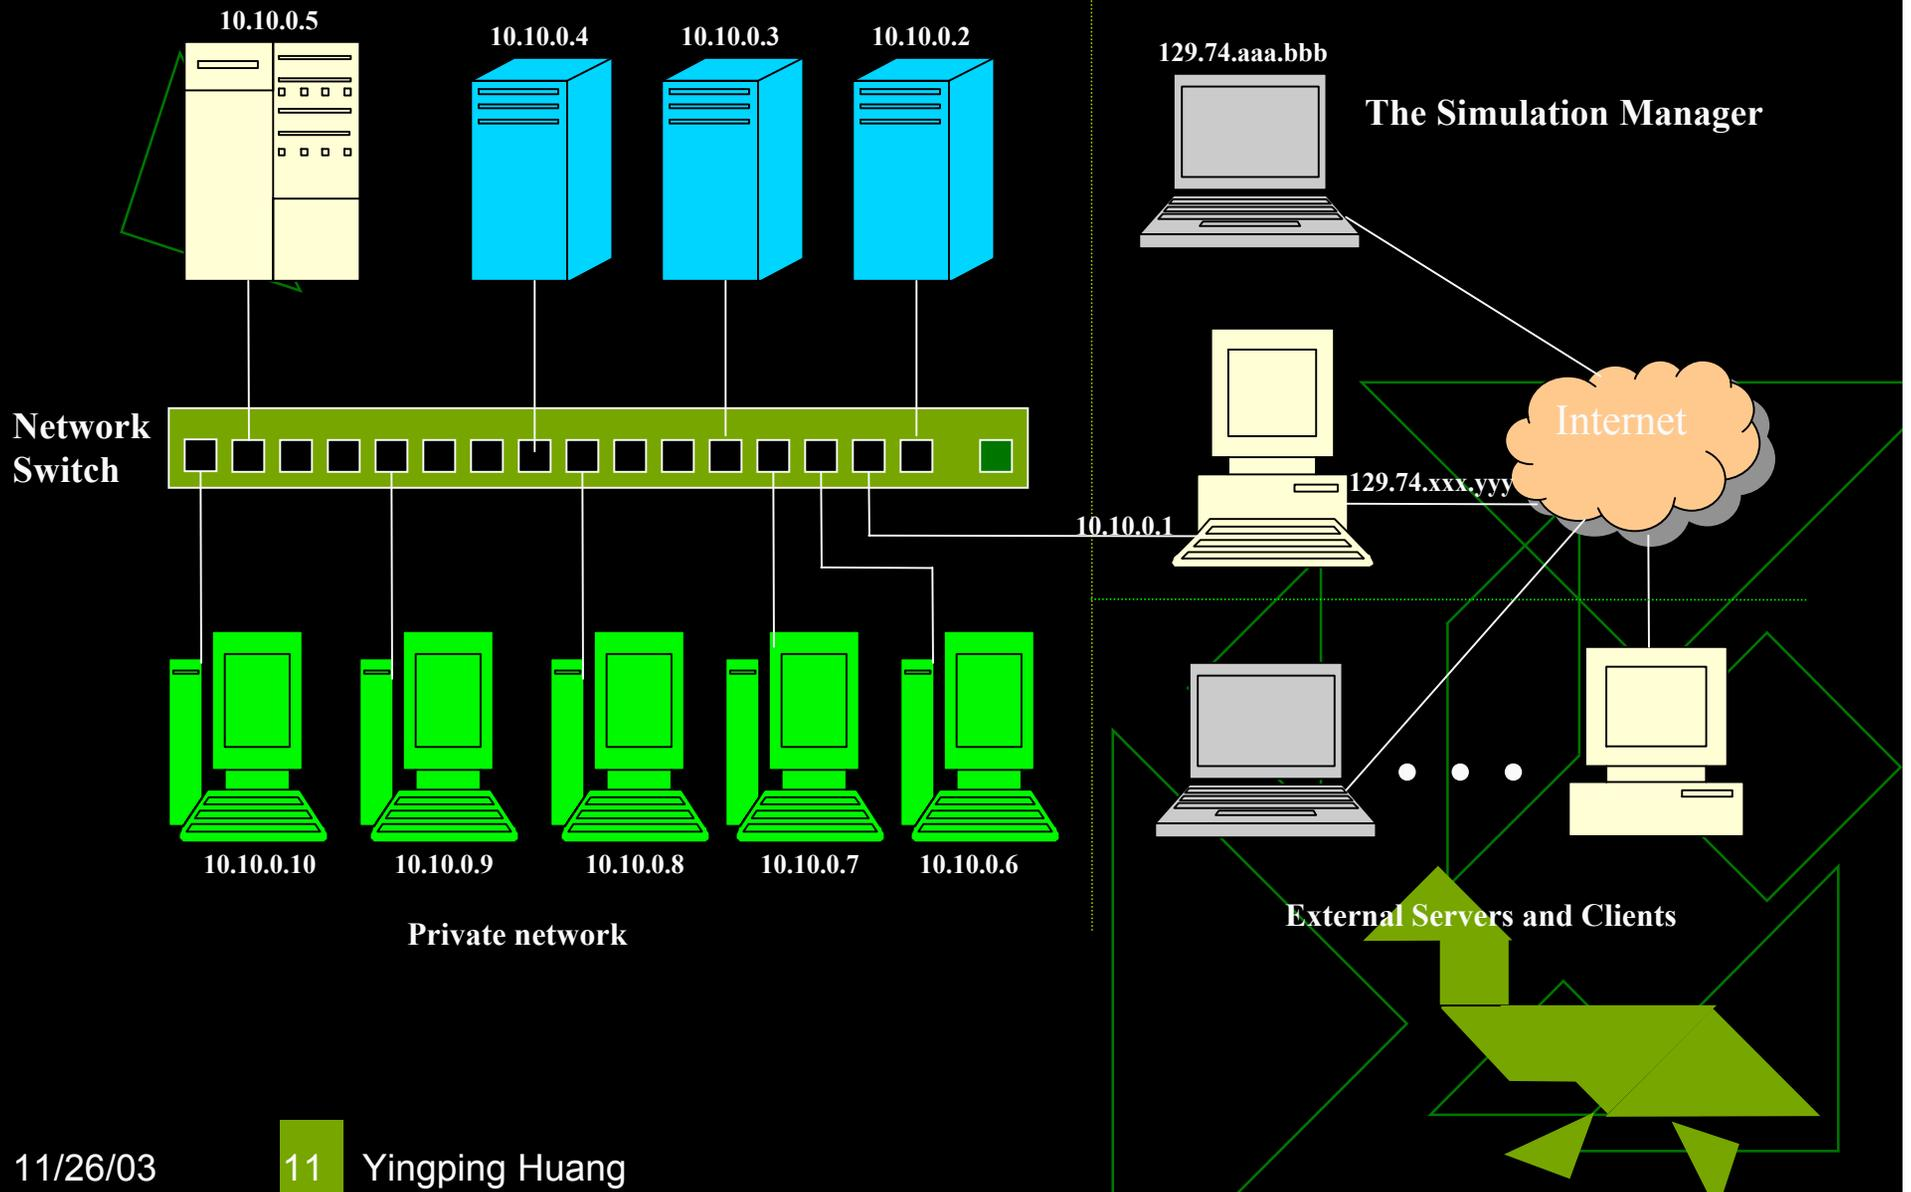 10.10.0.5
10.10.0.4
10.10.0.3
10.10.0.2
129.74.aaa.bbb
The Simulation Manager
Network
Switch
Internet
129.74.xxx.yyy
10.10.0.1
10.10.0.10
10.10.0.9
10.10.0.8
10.10.0.7
10.10.0.6
Private network
External Servers and Clients
11/26/03
11
Yingping Huang